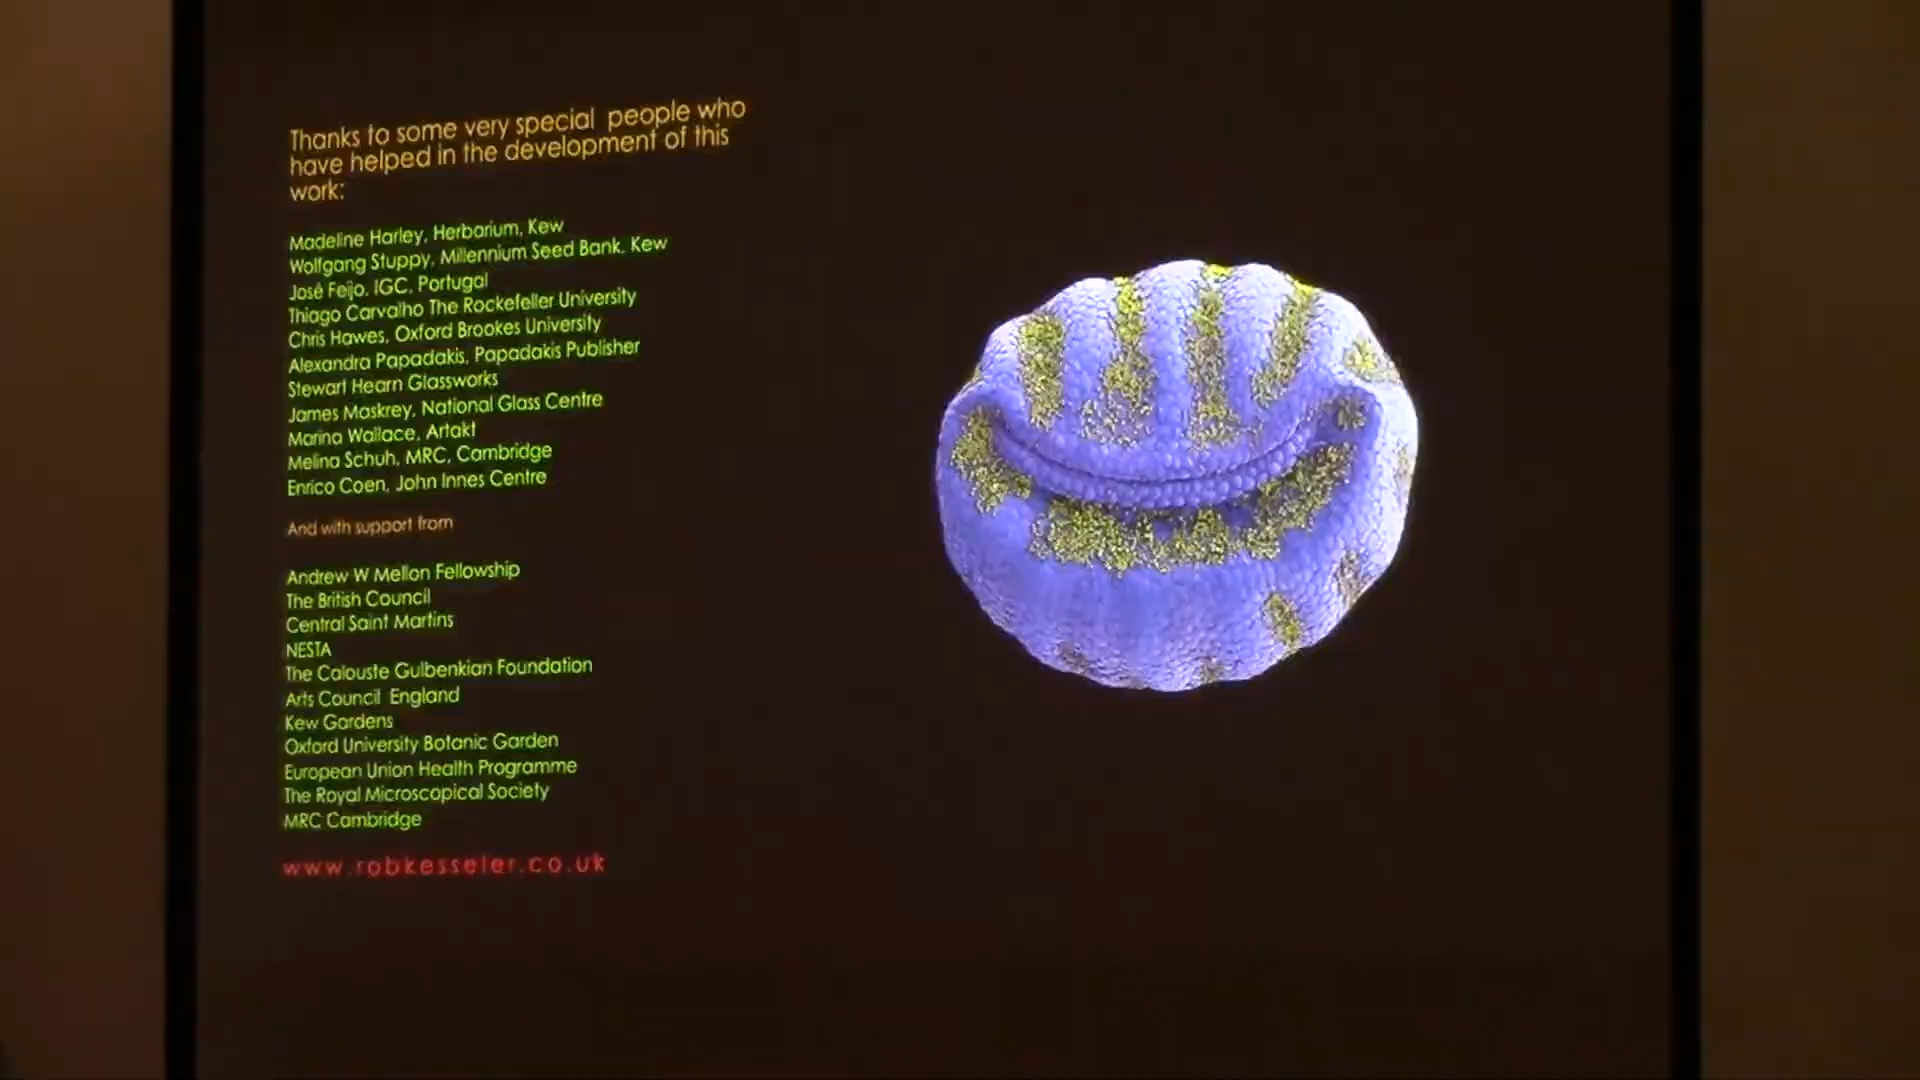 Thanks to some very special people who
have helped in the development of this
work:
Madeline Harley, Herbarium, Kew
Wolfgang Stuppy, Millennium Seed Bank, Kew
José Feijo, IGC, Portugal
Thiago Carvalho The Rockefeller University
Chris Hawes, Oxford Brookes University
Alexandra Papadakis, Papadakis Publisher
Stewart Hearn Glassworks
James Maskrey, National Glass Centre
Marina Wallace, Artakt
Melina Schuh, MRC, Cambridge
Enrico Coen, John Innes Centre
And with support from
Andrew W Mellon Fellowship
The British Council
Central Saint Martins
NESTA
The Calouste Gulbenkian Foundation
Arts Council England
Kew Gardens
Oxford University Botanic Garden
European Union Health Programme
The Royal Microscopical Society
MRC Cambridge
www.robkesseler.co.uk